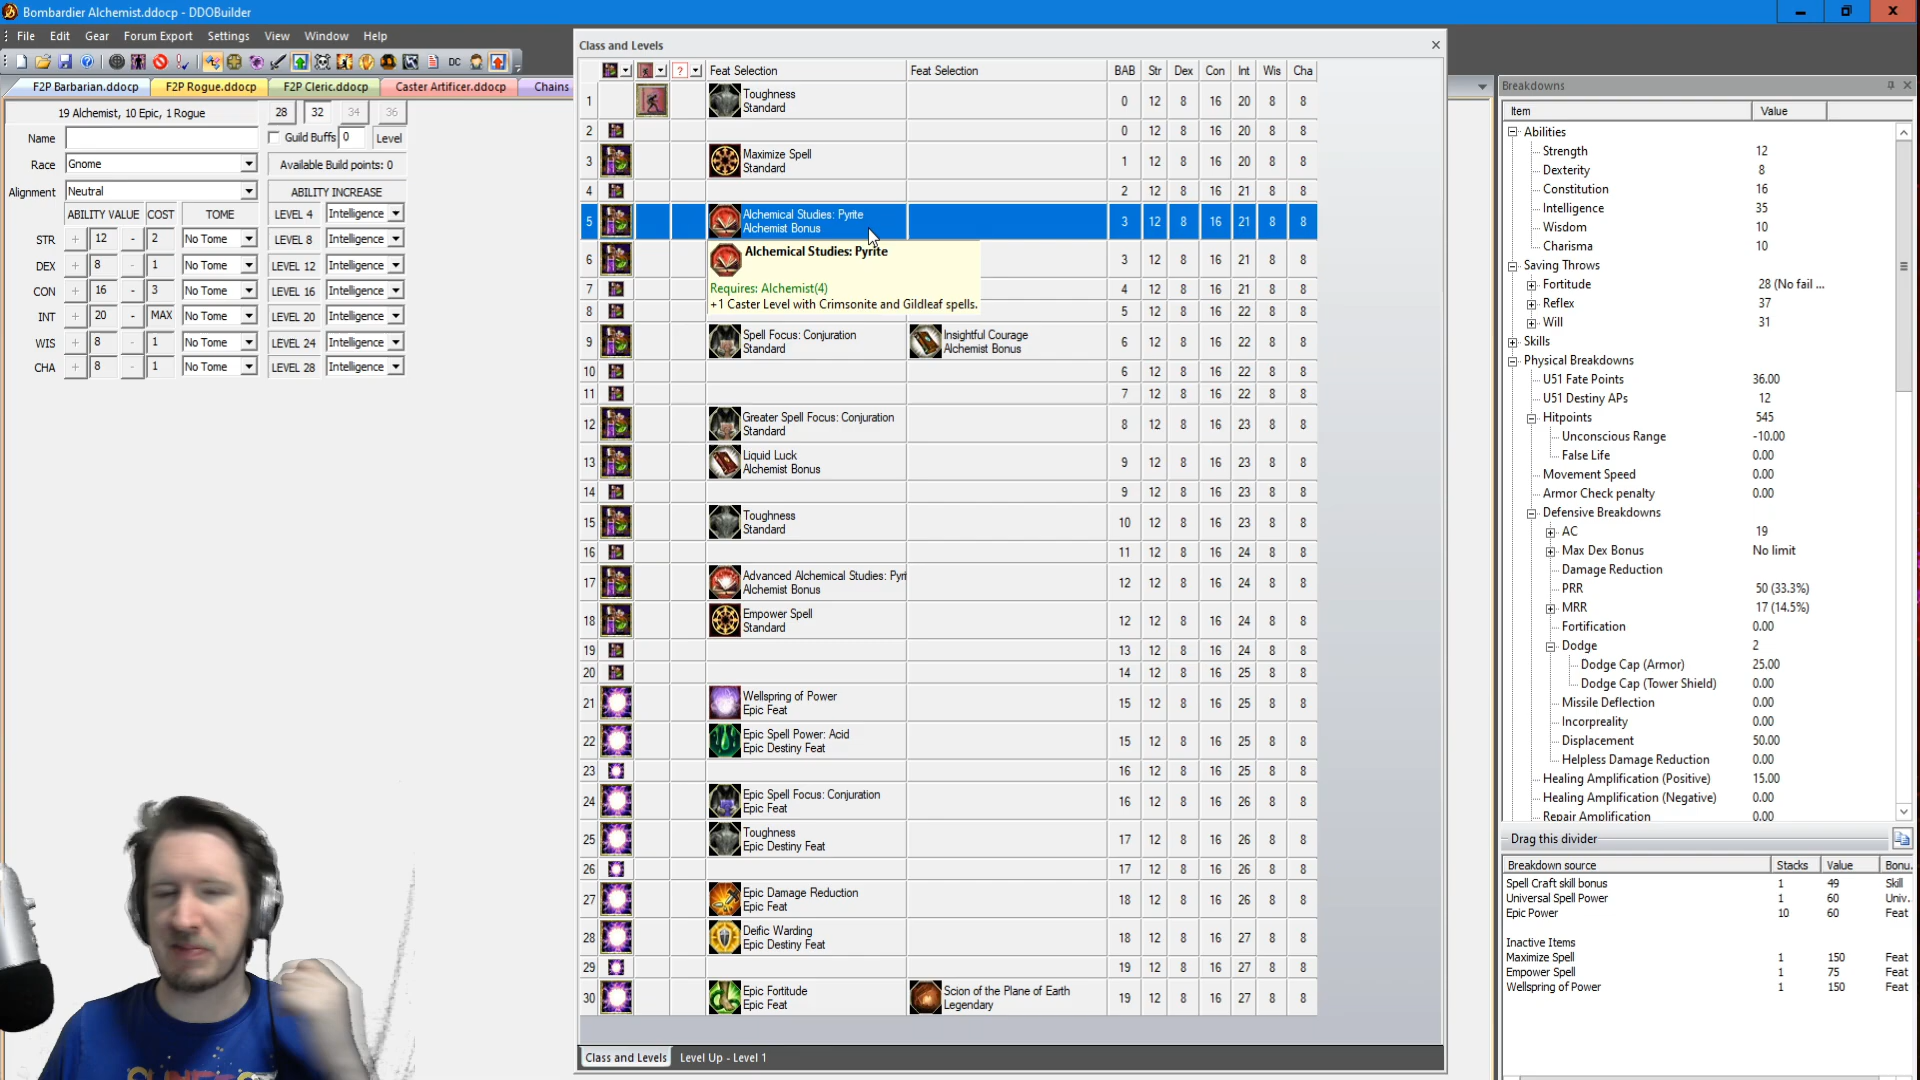 Bombardier Alchemist.ddocp - DDOBuilder
File Edit Gear Forum Export Settings View Window Help
DC
F2P Barbarian.ddocp F2P Rogue.ddocp F2P Cleric.ddocp Caster Artificer.ddocp Chains
19 Alchemist, 10 Epic, 1 Rogue 28 32 34 36
Name Guild Buffs 0 Level
Race Gnome Available Build points: 0
Alignment Neutral ABILITY INCREASE
ABILITY VALUE COST TOME LEVEL 4 Intelligence
STR + 12 - 2 No Tome LEVEL 8 Intelligence
DEX + 8 - 1 No Tome LEVEL 12 Intelligence
CON + 16 - 3 No Tome LEVEL 16 Intelligence
INT + 20 - MAX No Tome LEVEL 20 Intelligence
WIS + 8 - 1 No Tome LEVEL 24 Intelligence
CHA + 8 - 1 No Tome LEVEL 28 Intelligence
Class and Levels
? Feat Selection Feat Selection BAB Str Dex Con Int Wis Cha
1 Toughness Standard 0 12 8 16 20 8 8
2 0 12 8 16 20 8 8
3 Maximize Spell Standard 1 12 8 16 20 8 8
4 2 12 8 16 21 8 8
5 Alchemical Studies: Pyrite Alchemist Bonus 3 12 8 16 21 8 8
Alchemical Studies: Pyrite
Requires: Alchemist(4)
+1 Caster Level with Crimsonite and Gildleaf spells.
6 3 12 8 16 21 8 8
7 4 12 8 16 21 8 8
8 5 12 8 16 22 8 8
9 Spell Focus: Conjuration Standard Insightful Courage Alchemist Bonus 6 12 8 16 22 8 8
10 6 12 8 16 22 8 8
11 7 12 8 16 22 8 8
12 Greater Spell Focus: Conjuration Standard 8 12 8 16 23 8 8
13 Liquid Luck Alchemist Bonus 9 12 8 16 23 8 8
14 9 12 8 16 23 8 8
15 Toughness Standard 10 12 8 16 23 8 8
16 11 12 8 16 24 8 8
17 Advanced Alchemical Studies: Pyri Alchemist Bonus 12 12 8 16 24 8 8
18 Empower Spell Standard 12 12 8 16 24 8 8
19 13 12 8 16 24 8 8
20 14 12 8 16 25 8 8
21 Wellspring of Power Epic Feat 15 12 8 16 25 8 8
22 Epic Spell Power: Acid Epic Destiny Feat 15 12 8 16 25 8 8
23 16 12 8 16 25 8 8
24 Epic Spell Focus: Conjuration Epic Feat 16 12 8 16 26 8 8
25 Toughness Epic Destiny Feat 17 12 8 16 26 8 8
26 17 12 8 16 26 8 8
27 Epic Damage Reduction Epic Feat 18 12 8 16 26 8 8
28 Deific Warding Epic Destiny Feat 18 12 8 16 27 8 8
29 19 12 8 16 27 8 8
30 Epic Fortitude Epic Feat Scion of the Plane of Earth Legendary 19 12 8 16 27 8 8
Class and Levels Level Up - Level 1
Breakdowns
Item Value
Abilities
Strength 12
Dexterity 8
Constitution 16
Intelligence 35
Wisdom 10
Charisma 10
Saving Throws
Fortitude 28 (No fail ...
Reflex 37
Will 31
Skills
Physical Breakdowns
U51 Fate Points 36.00
U51 Destiny APs 12
Hitpoints 545
Unconscious Range -10.00
False Life 0.00
Movement Speed 0.00
Armor Check penalty 0.00
Defensive Breakdowns
AC 19
Max Dex Bonus No limit
Damage Reduction
PRR 50 (33.3%)
MRR 17 (14.5%)
Fortification 0.00
Dodge 2
Dodge Cap (Armor) 25.00
Dodge Cap (Tower Shield) 0.00
Missile Deflection 0.00
Incorpreality 0.00
Displacement 50.00
Helpless Damage Reduction 0.00
Healing Amplification (Positive) 15.00
Healing Amplification (Negative) 0.00
Repair Amplification 0.00
Drag this divider
Breakdown source Stacks Value Bonu.
Spell Craft skill bonus 1 49 Skill
Universal Spell Power 1 60 Univ.
Epic Power 10 60 Feat
Inactive Items
Maximize Spell 1 150 Feat
Empower Spell 1 75 Feat
Wellspring of Power 1 150 Feat